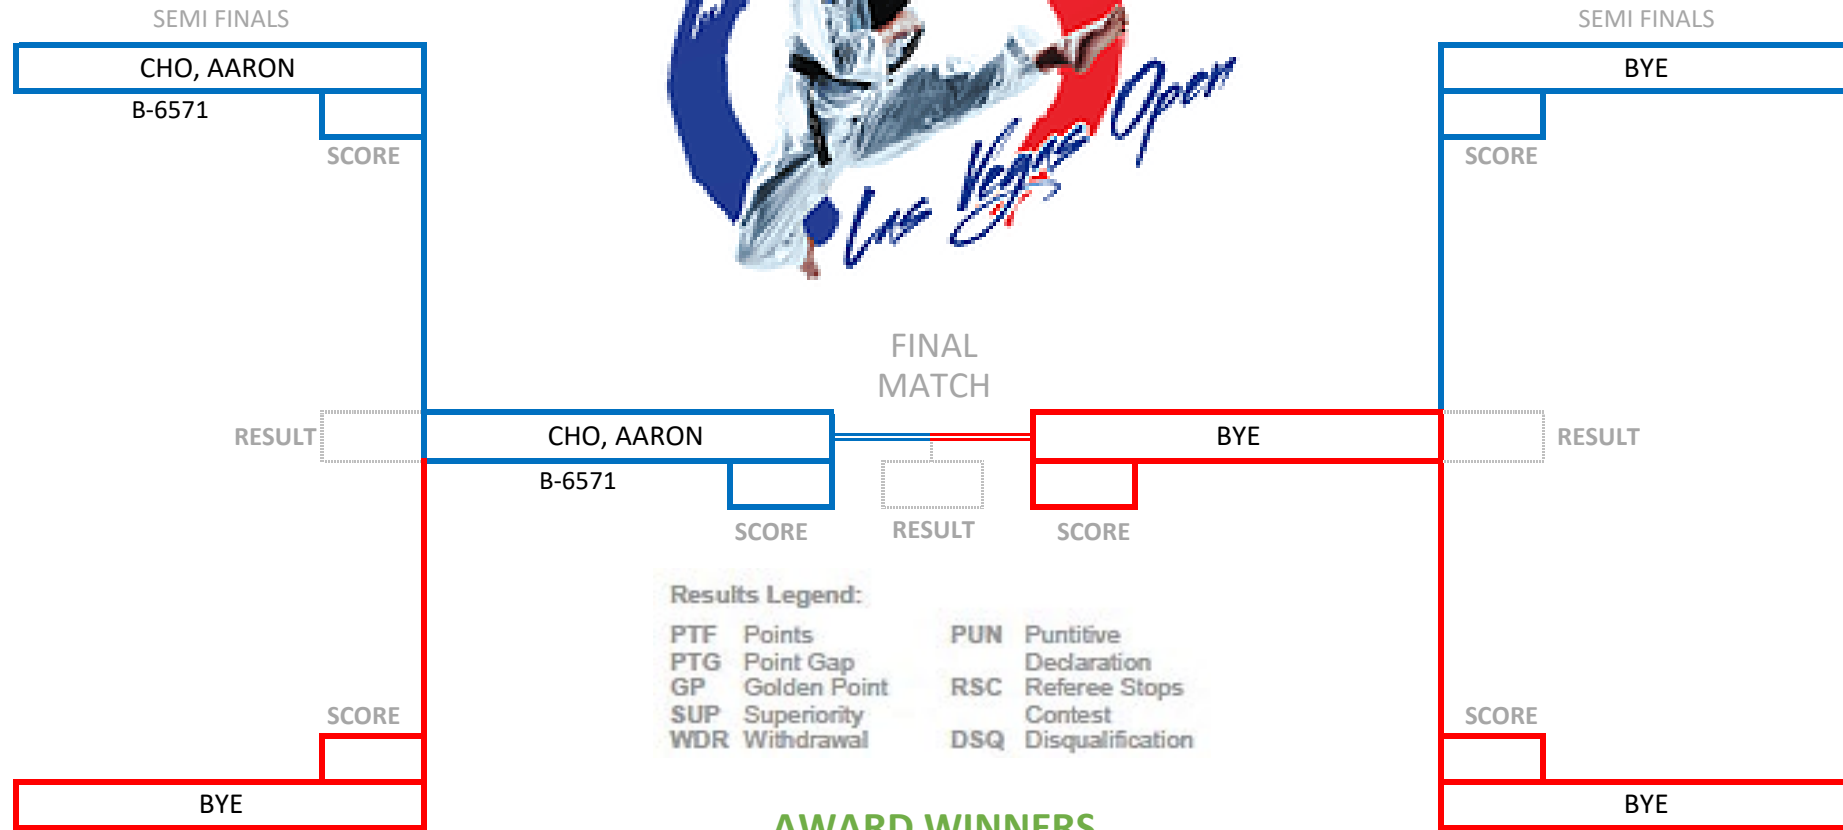 SEMI FINALS
SEMI FINALS
CHO, AARON
BYE
B-6571
SCORE
SCORE
Las Vegas Open
FINAL
MATCH
RESULT
CHO, AARON
BYE
RESULT
B-6571
SCORE
RESULT
SCORE
Results Legend:
PTF Points
PTG Point Gap
GP Golden Point
SUP Superiority
WDR Withdrawal
PUN Puntitive
Declaration
RSC Referee Stops
Contest
DSQ Disqualification
SCORE
SCORE
BYE
BYE
AWARD WINNERS